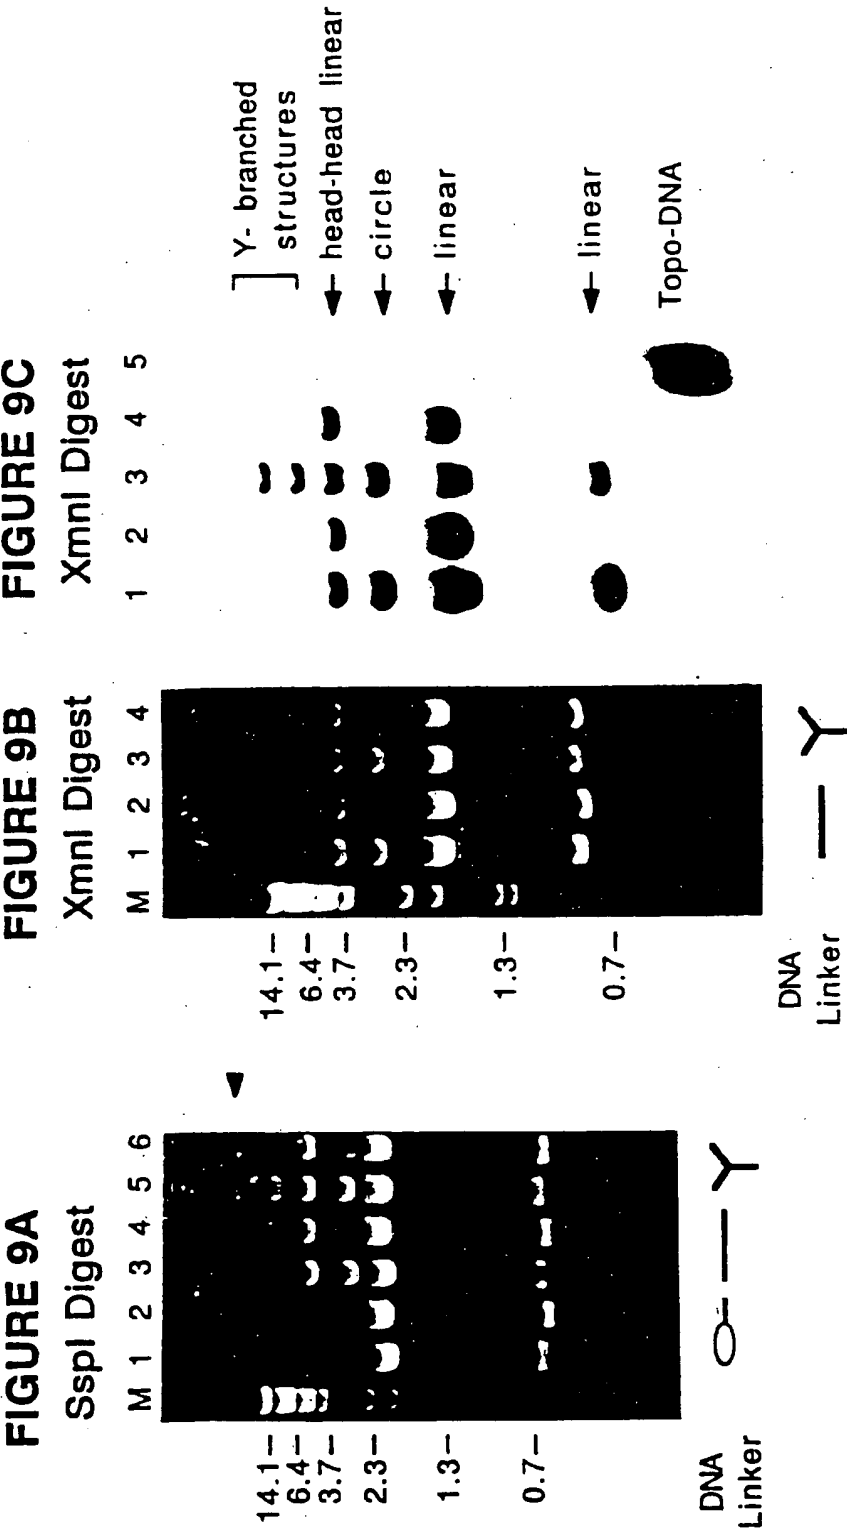 FIGURE 9A
SspI Digest
M 1 2 3 4 5 6
14.1
6.4
3.7
2.3
1.3
0.7
DNA
Linker
FIGURE 9B
XmnI Digest
M 1 2 3 4
14.1
6.4
3.7
2.3
1.3
0.7
DNA
Linker
FIGURE 9C
XmnI Digest
1 2 3 4 5
Y- branched
structures
head-head linear
circle
linear
linear
Topo-DNA